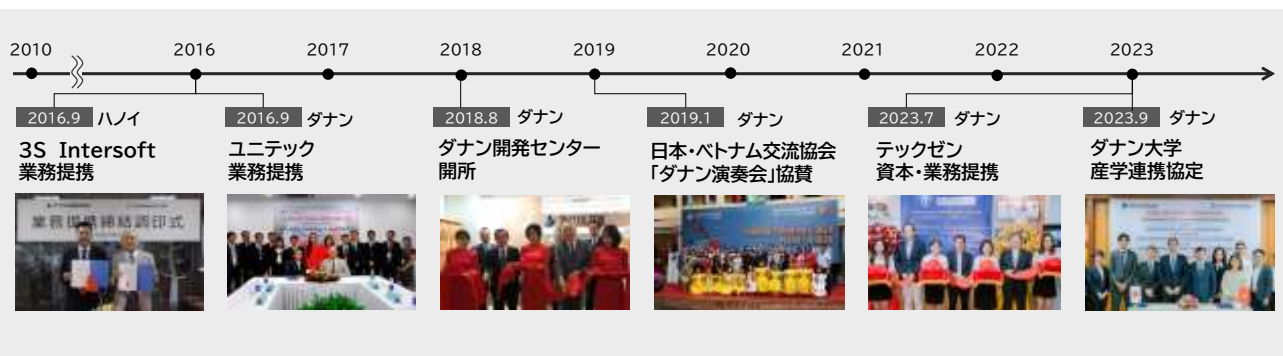 2010
2016
2017
2018
2019
2020
2021
2022
2023
2016.9 ハノイ
3S Intersoft
業務提携
2016.9 ダナン
ユニテック
業務提携
2018.8 ダナン
ダナン開発センター
開所
2019.1 ダナン
日本・ベトナム交流協会
「ダナン演奏会」協賛
2023.7 ダナン
テックゼン
資本・業務提携
2023.9 ダナン
ダナン大学
産学連携協定
業務提携締結調印式